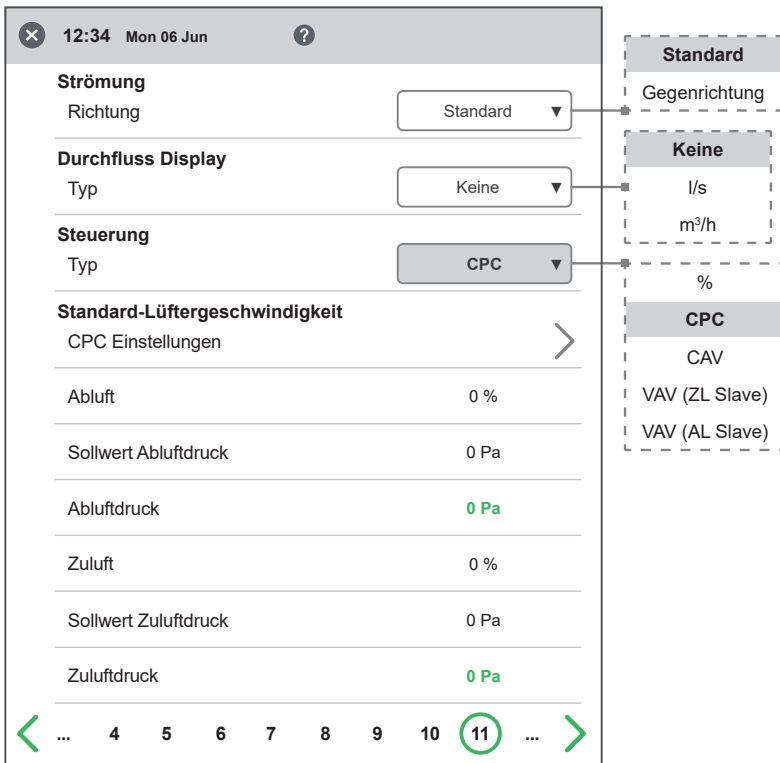 12:34 Mon 06 Jun ?
Strömung
Richtung Standard ▼
Durchfluss Display
Typ Keine ▼
Steuerung
Typ CPC ▼
Standard-Lüftergeschwindigkeit
CPC Einstellungen
Abluft 0 %
Sollwert Abluftdruck 0 Pa
Abluftdruck 0 Pa
Zuluft 0 %
Sollwert Zuluftdruck 0 Pa
Zuluftdruck 0 Pa
... 4 5 6 7 8 9 10 11 ...
Standard
Gegenrichtung
Keine
l/s
m³/h
%
CPC
CAV
VAV (ZL Slave)
VAV (AL Slave)